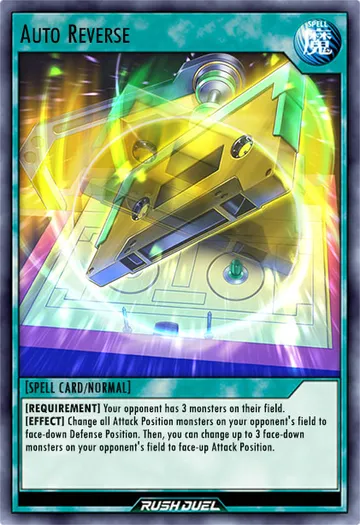 Auto Reverse
SPELL
魔
[SPELL CARD/NORMAL]
[REQUIREMENT] Your opponent has 3 monsters on their field.
[EFFECT] Change all Attack Position monsters on your opponent's field to
face-down Defense Position. Then, you can change up to 3 face-down
monsters on your opponent's field to face-up Attack Position.
RUSH DUEL